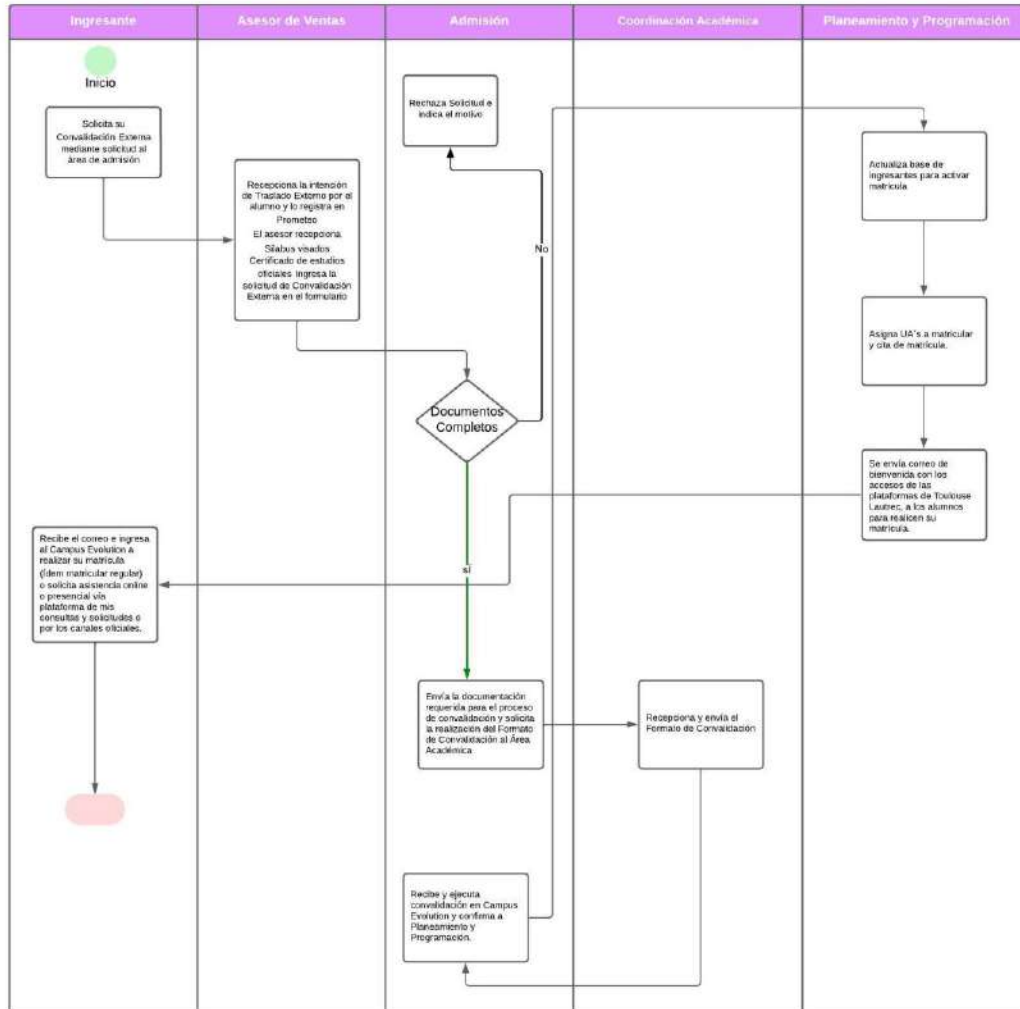 Ingresante
Asesor de Ventas
Admisión
Coordinación Académica
Planeamiento y Programación
Inicio
Solicita su
Convalidación Externa
mediante solicitud al
área de admisión
Recepciona la intención
de Traslado Externo por el
alumno y lo registra en
Prometeo
El asesor recepciona
Sílabus visados
Certificado de estudios
oficiales Ingresa la
solicitud de Convalidación
Externa en el formulario
Rechaza Solicitud e
indica el motivo
No
Documentos
Completos
sí
Actualiza base de
ingresantes para activar
matrícula
Asigna UA´s a matricular
y cita de matrícula.
Se envía correo de
bienvenida con los
accesos de las
plataformas de Toulouse
Lautrec, a los alumnos
para realicen su
matrícula.
Recibe el correo e ingresa
al Campus Evolution a
realizar su matrícula
(Ídem matricular regular)
o solicita asistencia online
o presencial vía
plataforma de mis
consultas y solicitudes o
por los canales oficiales.
Envía la documentación
requerida para el proceso
de convalidación y solicita
la realización del Formato
de Convalidación al Área
Académica
Recepciona y envía el
Formato de Convalidación
Recibe y ejecuta
convalidación en Campus
Evolution y confirma a
Planeamiento y
Programación.